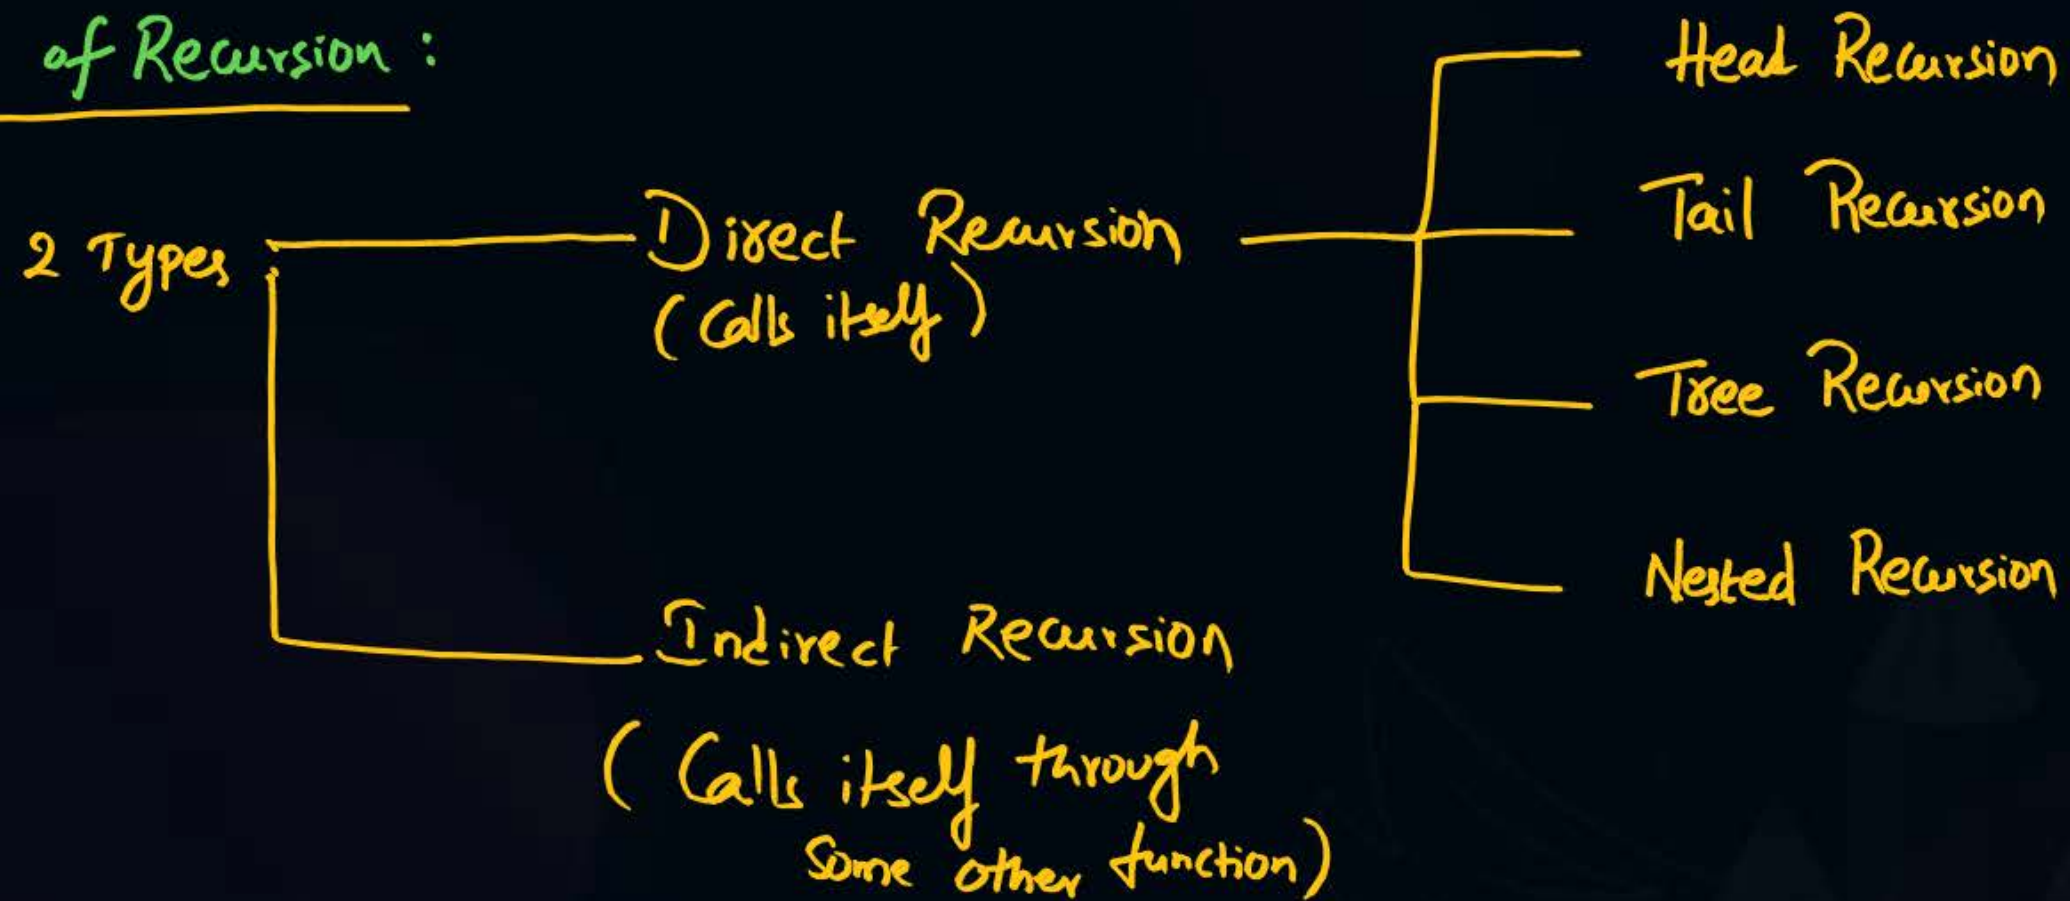 of Recursion :
2 Types
Direct Recursion
(Calls itself)
Indirect Recursion
(Calls itself through
some other function)
Head Recursion
Tail Recursion
Tree Recursion
Nested Recursion